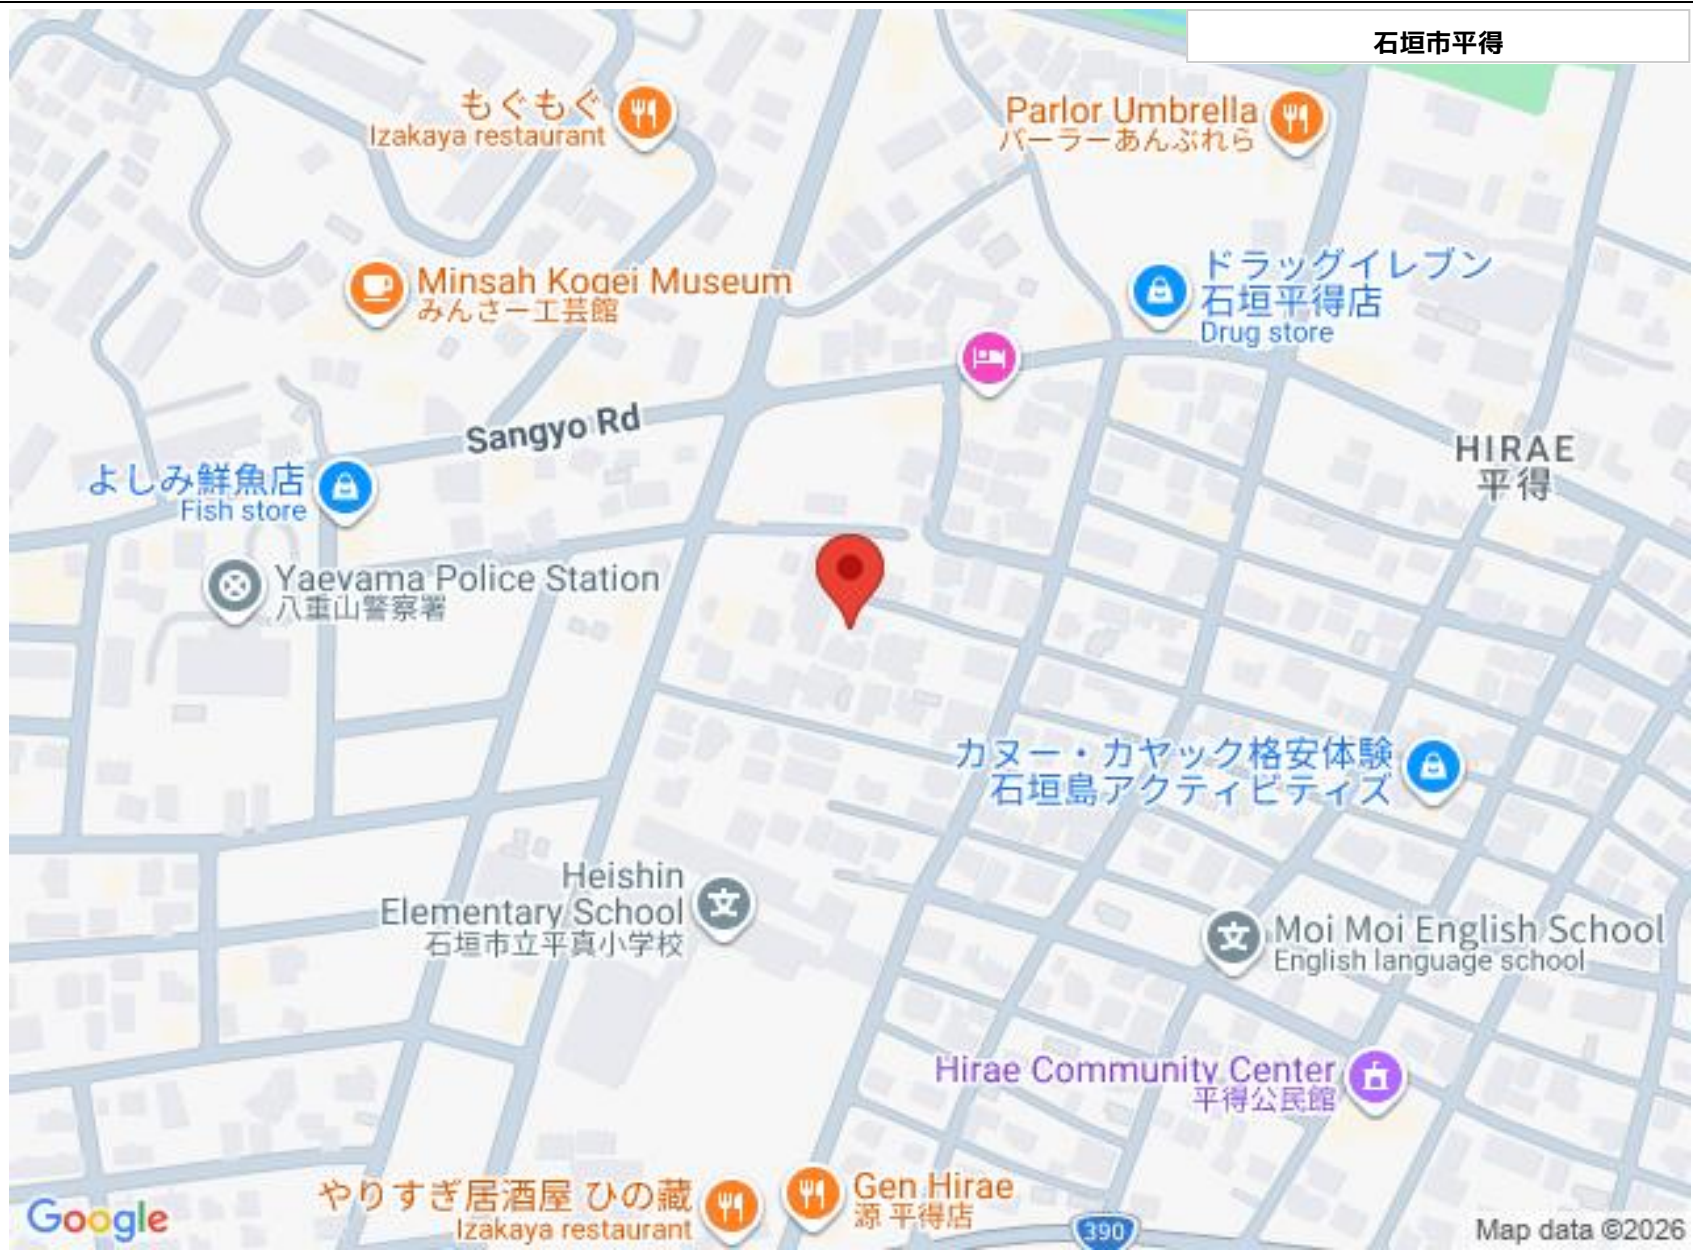 石垣市平得
もぐもぐ
Izakaya restaurant
Parlor Umbrella
パーラーあんぶれら
Minsah Kogei Museum
みんさー工芸館
ドラッグイレブン
石垣平得店
Drug store
Sangyo Rd
HIRAE
平得
よしみ鮮魚店
Fish store
Yaeyama Police Station
八重山警察署
カヌー・カヤック格安体験
石垣島アクティビティズ
Heishin
Elementary School
石垣市立平真小学校
文
Moi Moi English School
English language school
文
Hirae Community Center
平得公民館
やりすぎ居酒屋 ひの藏
Izakaya restaurant
Gen Hirae
源 平得店
390
Google
Map data ©2026